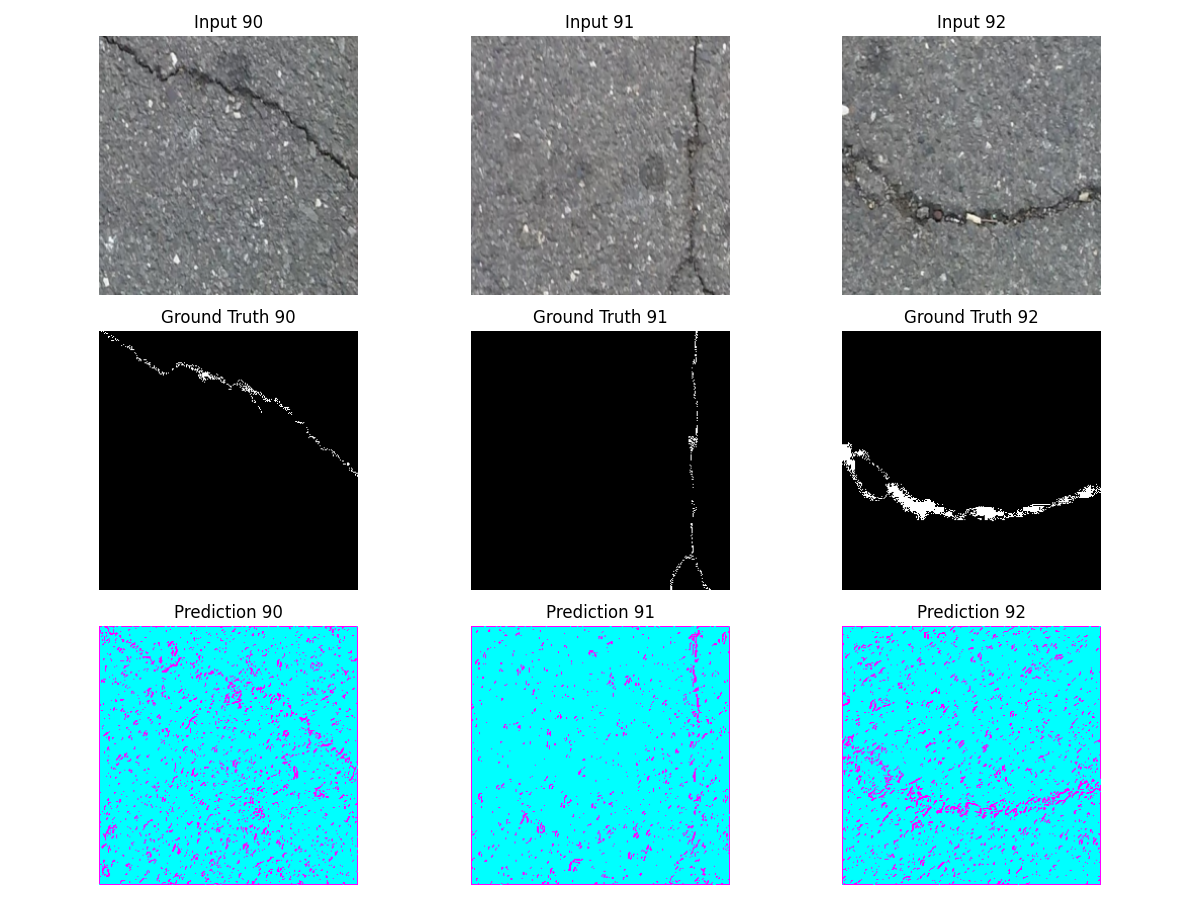 Input 90
Input 91
Input 92
Ground Truth 90
Ground Truth 91
Ground Truth 92
Prediction 90
Prediction 91
Prediction 92